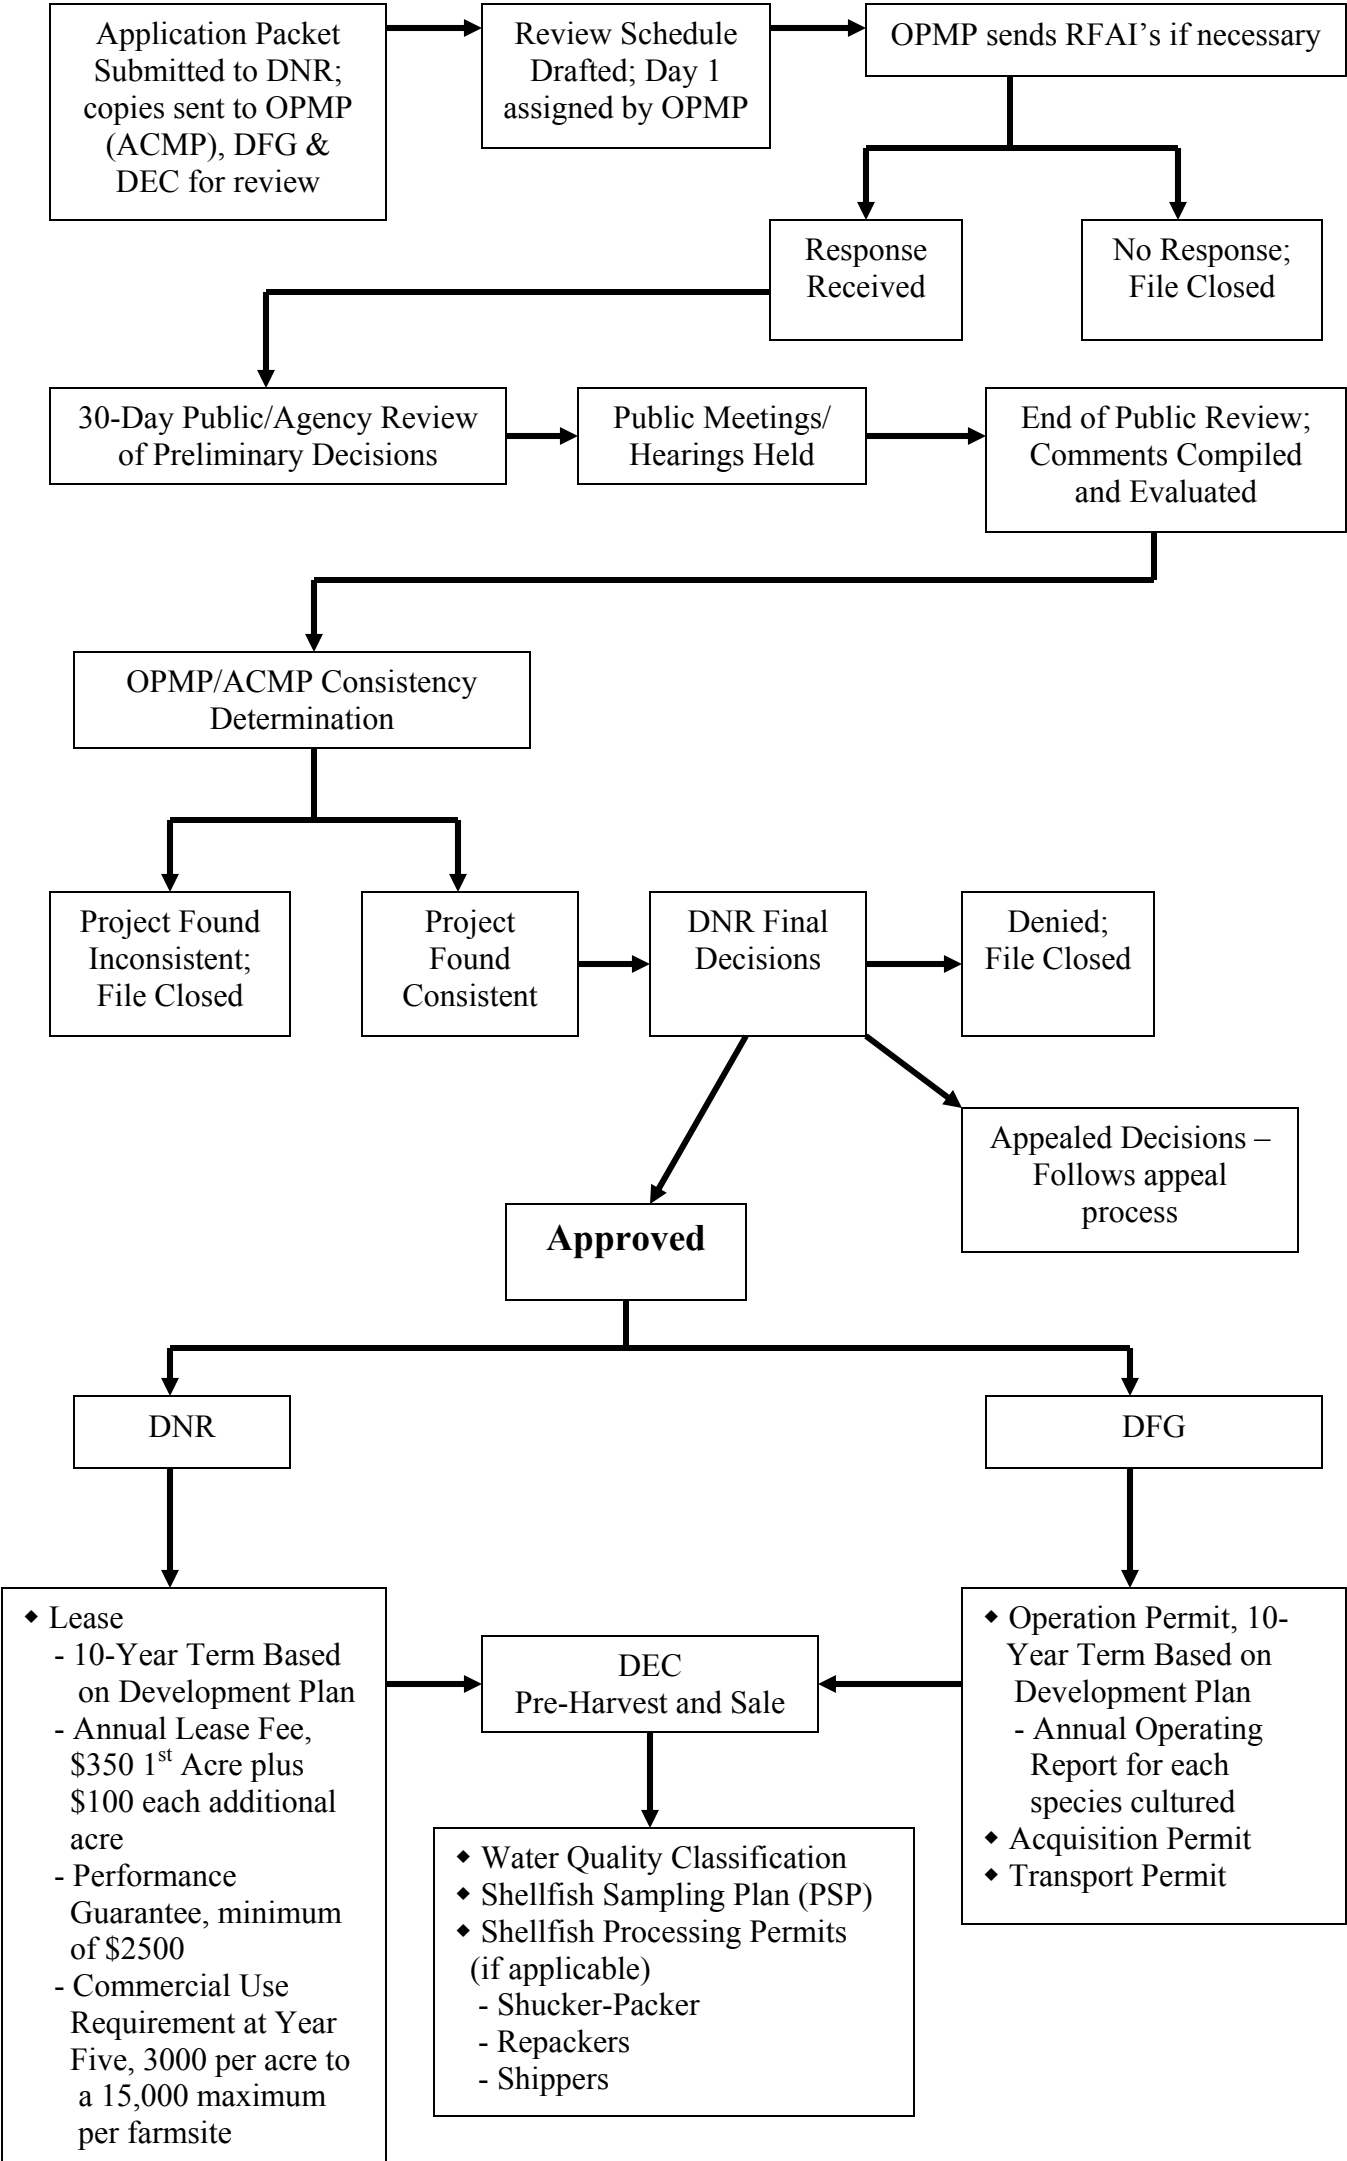 Application Packet
Submitted to DNR;
copies sent to OPMP
(ACMP), DFG &
DEC for review
Review Schedule
Drafted; Day 1
assigned by OPMP
OPMP sends RFAI’s if necessary
Response
Received
No Response;
File Closed
30-Day Public/Agency Review
of Preliminary Decisions
Public Meetings/
Hearings Held
End of Public Review;
Comments Compiled
and Evaluated
OPMP/ACMP Consistency
Determination
Project Found
Inconsistent;
File Closed
Project
Found
Consistent
DNR Final
Decisions
Denied;
File Closed
Appealed Decisions –
Follows appeal
process
Approved
DNR
DFG
◆ Lease
- 10-Year Term Based
on Development Plan
- Annual Lease Fee,
$350 1st Acre plus
$100 each additional
acre
- Performance
Guarantee, minimum
of $2500
- Commercial Use
Requirement at Year
Five, 3000 per acre to
a 15,000 maximum
per farmsite
DEC
Pre-Harvest and Sale
◆ Water Quality Classification
◆ Shellfish Sampling Plan (PSP)
◆ Shellfish Processing Permits
(if applicable)
- Shucker-Packer
- Repackers
- Shippers
◆ Operation Permit, 10-
Year Term Based on
Development Plan
- Annual Operating
Report for each
species cultured
◆ Acquisition Permit
◆ Transport Permit